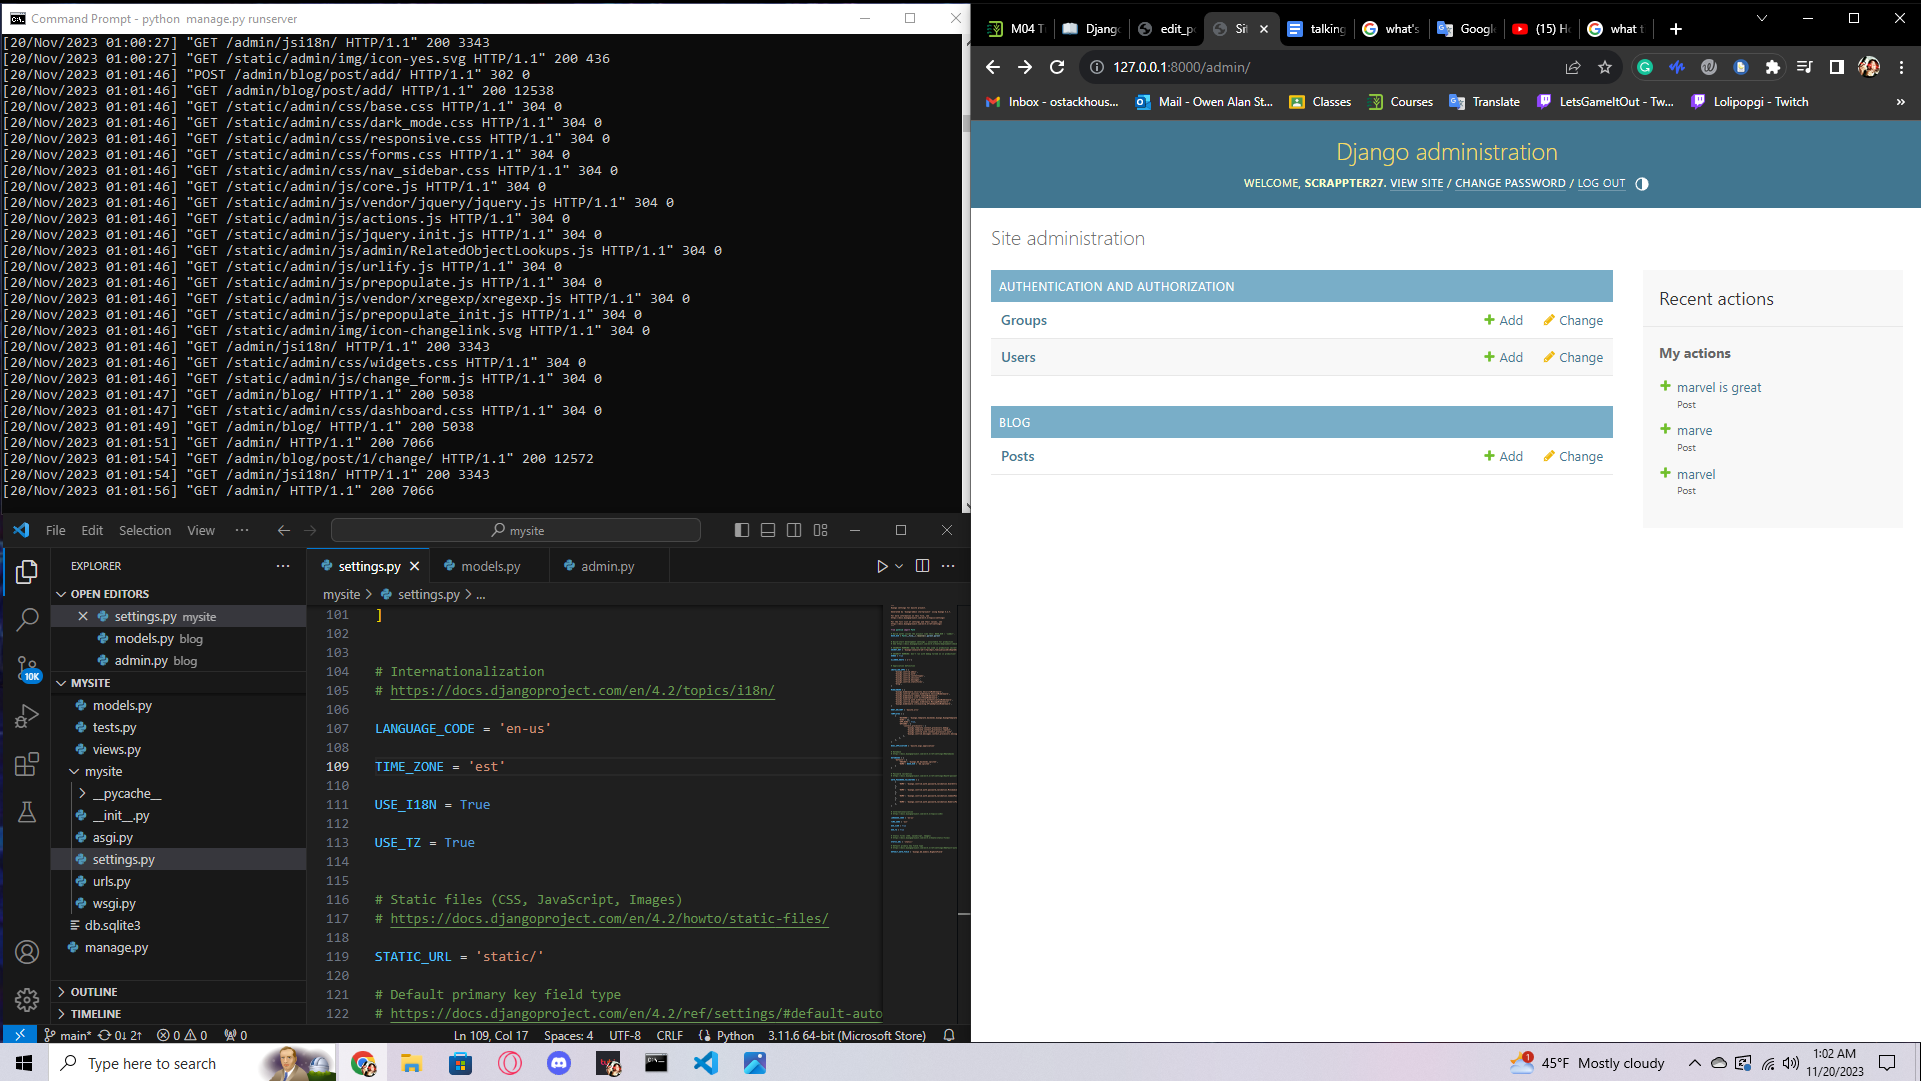 Command Prompt - python  manage.py runserver
[20/Nov/2023 01:00:27] "GET /admin/jsi18n/ HTTP/1.1" 200 3343
[20/Nov/2023 01:00:27] "GET /static/admin/img/icon-yes.svg HTTP/1.1" 200 436
[20/Nov/2023 01:01:46] "POST /admin/blog/post/add/ HTTP/1.1" 302 0
[20/Nov/2023 01:01:46] "GET /admin/blog/post/add/ HTTP/1.1" 200 12538
[20/Nov/2023 01:01:46] "GET /static/admin/css/base.css HTTP/1.1" 304 0
[20/Nov/2023 01:01:46] "GET /static/admin/css/dark_mode.css HTTP/1.1" 304 0
[20/Nov/2023 01:01:46] "GET /static/admin/css/responsive.css HTTP/1.1" 304 0
[20/Nov/2023 01:01:46] "GET /static/admin/css/forms.css HTTP/1.1" 304 0
[20/Nov/2023 01:01:46] "GET /static/admin/css/nav_sidebar.css HTTP/1.1" 304 0
[20/Nov/2023 01:01:46] "GET /static/admin/js/core.js HTTP/1.1" 304 0
[20/Nov/2023 01:01:46] "GET /static/admin/js/vendor/jquery/jquery.js HTTP/1.1" 304 0
[20/Nov/2023 01:01:46] "GET /static/admin/js/actions.js HTTP/1.1" 304 0
[20/Nov/2023 01:01:46] "GET /static/admin/js/jquery.init.js HTTP/1.1" 304 0
[20/Nov/2023 01:01:46] "GET /static/admin/js/admin/RelatedObjectLookups.js HTTP/1.1" 304 0
[20/Nov/2023 01:01:46] "GET /static/admin/js/urlify.js HTTP/1.1" 304 0
[20/Nov/2023 01:01:46] "GET /static/admin/js/prepopulate.js HTTP/1.1" 304 0
[20/Nov/2023 01:01:46] "GET /static/admin/js/vendor/xregexp/xregexp.js HTTP/1.1" 304 0
[20/Nov/2023 01:01:46] "GET /static/admin/js/prepopulate_init.js HTTP/1.1" 304 0
[20/Nov/2023 01:01:46] "GET /static/admin/img/icon-changelink.svg HTTP/1.1" 304 0
[20/Nov/2023 01:01:46] "GET /admin/jsi18n/ HTTP/1.1" 200 3343
[20/Nov/2023 01:01:46] "GET /static/admin/css/widgets.css HTTP/1.1" 304 0
[20/Nov/2023 01:01:46] "GET /static/admin/js/change_form.js HTTP/1.1" 304 0
[20/Nov/2023 01:01:47] "GET /admin/blog/ HTTP/1.1" 200 5038
[20/Nov/2023 01:01:47] "GET /static/admin/css/dashboard.css HTTP/1.1" 304 0
[20/Nov/2023 01:01:49] "GET /admin/blog/ HTTP/1.1" 200 5038
[20/Nov/2023 01:01:51] "GET /admin/ HTTP/1.1" 200 7066
[20/Nov/2023 01:01:54] "GET /admin/blog/post/1/change/ HTTP/1.1" 200 12572
[20/Nov/2023 01:01:54] "GET /admin/jsi18n/ HTTP/1.1" 200 3343
[20/Nov/2023 01:01:56] "GET /admin/ HTTP/1.1" 200 7066
File Edit Selection View ··· mysite
EXPLORER ···
OPEN EDITORS
settings.py mysite
models.py blog
admin.py blog
10K
MYSITE
models.py
tests.py
views.py
mysite
__pycache__
__init__.py
asgi.py
settings.py
urls.py
wsgi.py
db.sqlite3
manage.py
OUTLINE
TIMELINE
settings.py models.py admin.py
mysite > settings.py > ...
101 ]
102
103
104 # Internationalization
105 # https://docs.djangoproject.com/en/4.2/topics/i18n/
106
107 LANGUAGE_CODE = 'en-us'
108
109 TIME_ZONE = 'est'
110
111 USE_I18N = True
112
113 USE_TZ = True
114
115
116 # Static files (CSS, JavaScript, Images)
117 # https://docs.djangoproject.com/en/4.2/howto/static-files/
118
119 STATIC_URL = 'static/'
120
121 # Default primary key field type
122 # https://docs.djangoproject.com/en/4.2/ref/settings/#default-auto
main* 0↓ 2↑ 0 0 0 Ln 109, Col 17 Spaces: 4 UTF-8 CRLF Python 3.11.6 64-bit (Microsoft Store)
M04 T Django edit_p Sit talking what's Google (15) H what t
127.0.0.1:8000/admin/
Inbox - ostackhous... Mail - Owen Alan St... Classes Courses Translate LetsGameItOut - Tw... Lolipopgi - Twitch »
Django administration
WELCOME, SCRAPPTER27. VIEW SITE / CHANGE PASSWORD / LOG OUT
Site administration
AUTHENTICATION AND AUTHORIZATION
Groups Add Change
Users Add Change
BLOG
Posts Add Change
Recent actions
My actions
marvel is great
Post
marve
Post
marvel
Post
Type here to search
1 45°F Mostly cloudy
1:02 AM
11/20/2023